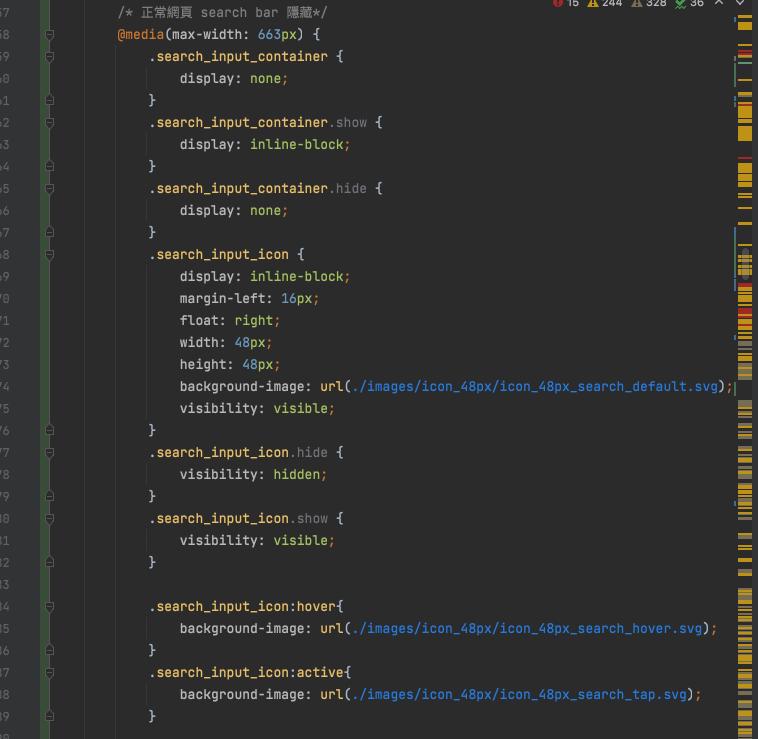 15 244 328 36
57 /* 正常網頁 search bar 隱藏*/
58 @media(max-width: 663px) {
59 .search_input_container {
60 display: none;
61 }
62 .search_input_container.show {
63 display: inline-block;
64 }
65 .search_input_container.hide {
66 display: none;
67 }
68 .search_input_icon {
69 display: inline-block;
70 margin-left: 16px;
71 float: right;
72 width: 48px;
73 height: 48px;
74 background-image: url(./images/icon_48px/icon_48px_search_default.svg);
75 visibility: visible;
76 }
77 .search_input_icon.hide {
78 visibility: hidden;
79 }
80 .search_input_icon.show {
81 visibility: visible;
82 }
83
84 .search_input_icon:hover{
85 background-image: url(./images/icon_48px/icon_48px_search_hover.svg);
86 }
87 .search_input_icon:active{
88 background-image: url(./images/icon_48px/icon_48px_search_tap.svg);
89 }